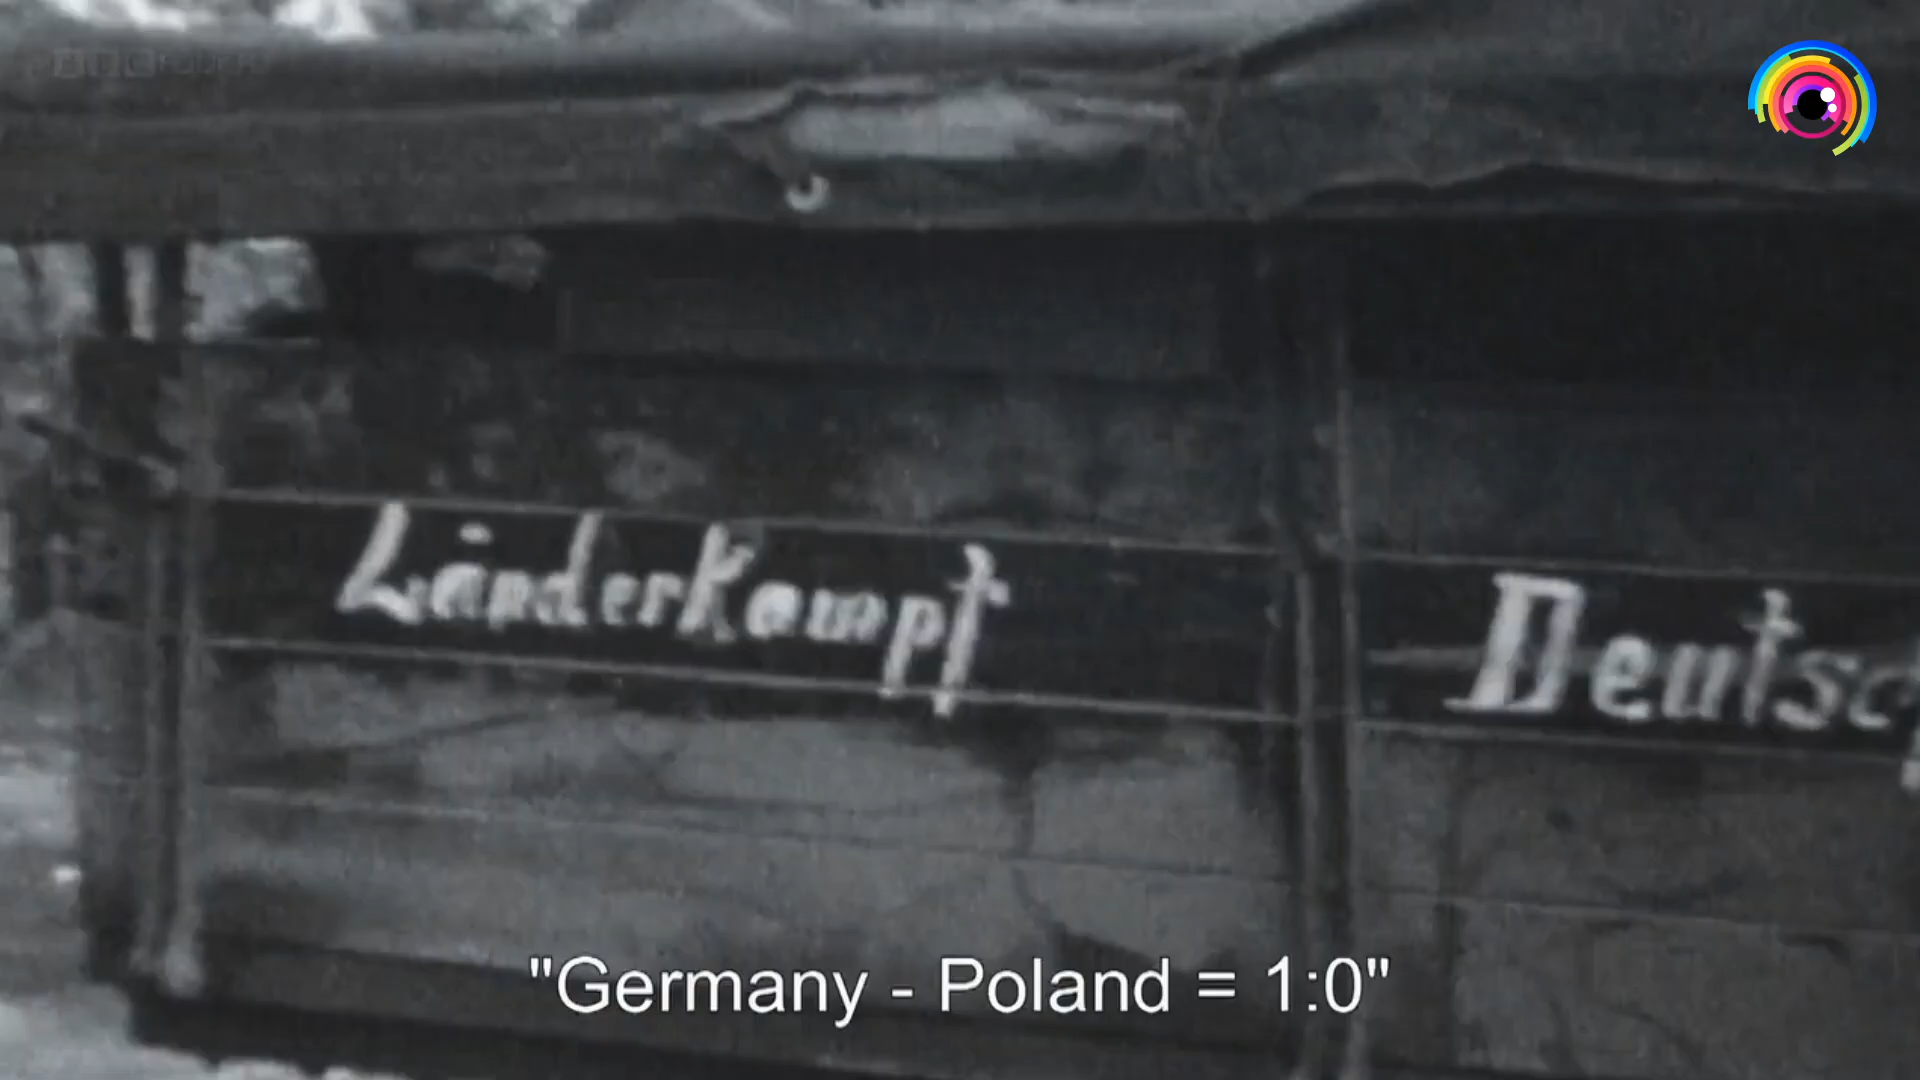 LänderKampf
Deutsc
"Germany - Poland = 1:0"